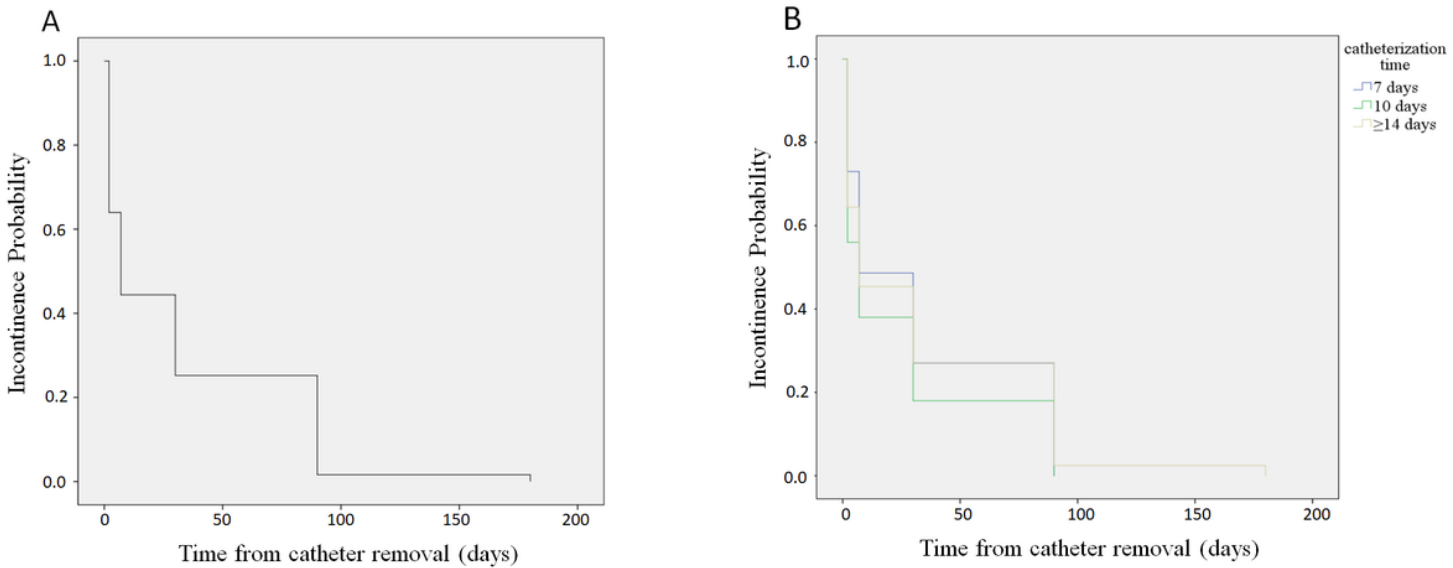 A
1.0
0.8
0.6
0.4
0.2
0.0
Incontinence Probability
0
50
100
150
200
Time from catheter removal (days)
B
1.0
0.8
0.6
0.4
0.2
0.0
Incontinence Probability
0
50
100
150
200
Time from catheter removal (days)
catheterization
time
7 days
10 days
≥14 days